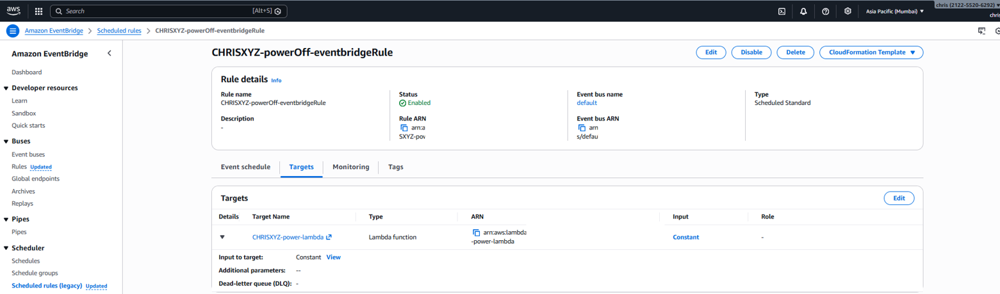 aws
Search
[Alt+S]
Asia Pacific (Mumbai)
chris (2122-5520-6292)
chris
Amazon EventBridge
Scheduled rules
CHRISXYZ-powerOff-eventbridgeRule
Amazon EventBridge
Dashboard
Developer resources
Learn
Sandbox
Quick starts
Buses
Event buses
Rules Updated
Global endpoints
Archives
Replays
Pipes
Pipes
Scheduler
Schedules
Schedule groups
Scheduled rules (legacy) Updated
CHRISXYZ-powerOff-eventbridgeRule
Edit
Disable
Delete
CloudFormation Template
Rule details Info
Rule name
CHRISXYZ-powerOff-eventbridgeRule
Description
-
Status
Enabled
Rule ARN
arn:a
SXYZ-pow
Event bus name
default
Event bus ARN
arn
s/defau
Type
Scheduled Standard
Event schedule
Targets
Monitoring
Tags
Targets
Edit
Details Target Name Type ARN Input Role
CHRISXYZ-power-lambda Lambda function arn:aws:lambda Constant -
-power-lambda
Input to target: Constant View
Additional parameters: --
Dead-letter queue (DLQ): -